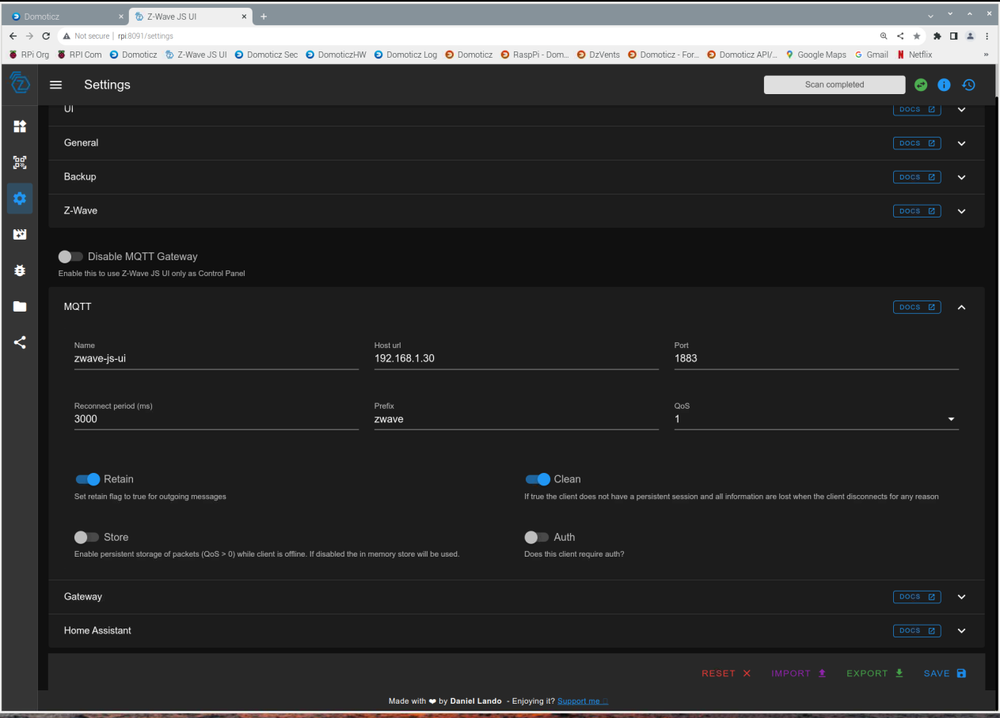 Domoticz × Z-Wave JS UI × +
Not secure | rpi:8091/settings
RPi Org RPI Com Domoticz Z-Wave JS UI Domoticz Sec DomoticzHW Domoticz Log Domoticz RaspPi - Dom... DzVents Domoticz - For... Domoticz API/... Google Maps Gmail Netflix »
Settings Scan completed
UI DOCS
General DOCS
Backup DOCS
Z-Wave DOCS
Disable MQTT Gateway
Enable this to use Z-Wave JS UI only as Control Panel
MQTT DOCS
Name Host url Port
zwave-js-ui 192.168.1.30 1883
Reconnect period (ms) Prefix QoS
3000 zwave 1
Retain Clean
Set retain flag to true for outgoing messages If true the client does not have a persistent session and all information are lost when the client disconnects for any reason
Store Auth
Enable persistent storage of packets (QoS > 0) while client is offline. If disabled the in memory store will be used. Does this client require auth?
Gateway DOCS
Home Assistant DOCS
RESET IMPORT EXPORT SAVE
Made with ❤ by Daniel Lando - Enjoying it? Support me